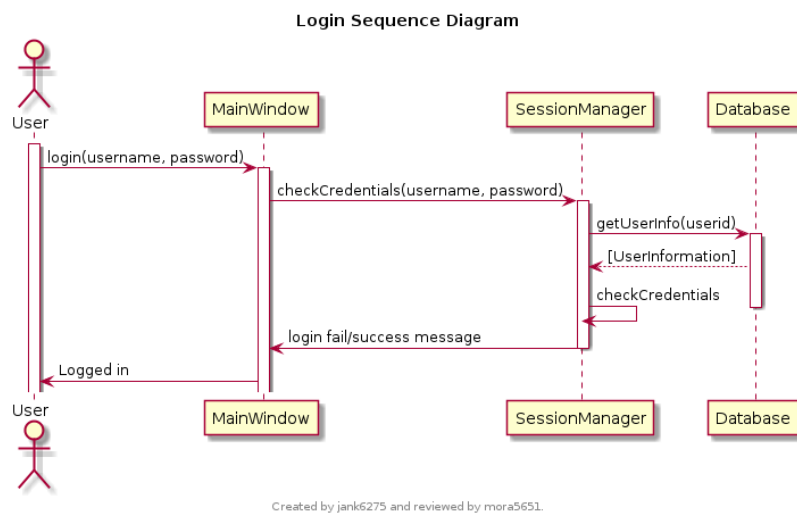 Login Sequence Diagram
User
MainWindow
SessionManager
Database
login(username, password)
checkCredentials(username, password)
getUserInfo(userid)
[UserInformation]
checkCredentials
login fail/success message
Logged in
User
MainWindow
SessionManager
Database
Created by jank6275 and reviewed by mora5651.